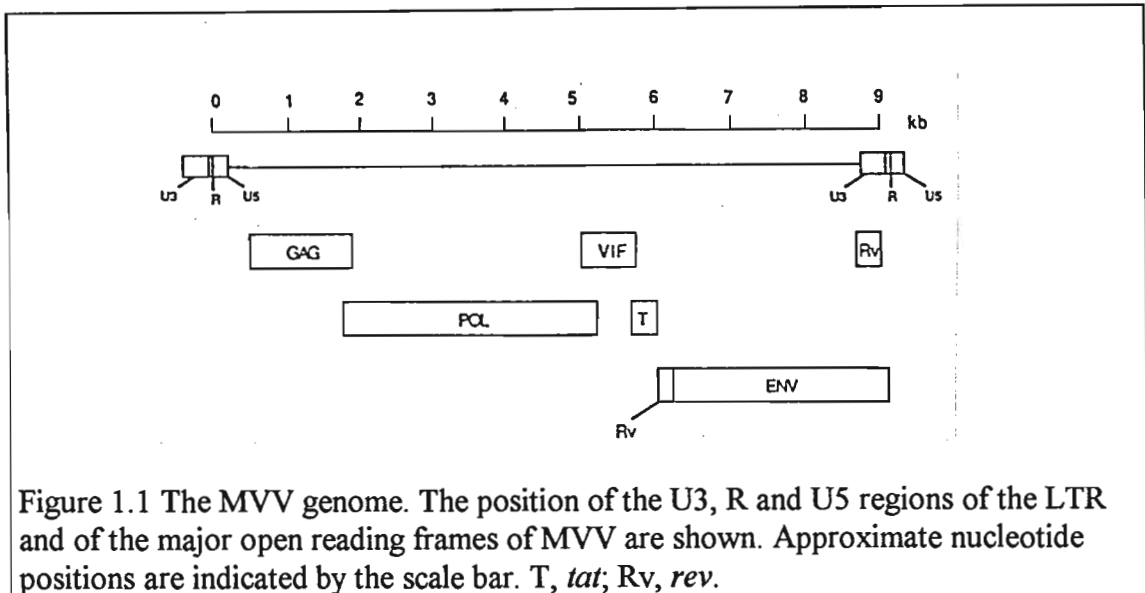 0 1 2 3 4 5 6 7 8 9 kb
U3 R U5 U3 R U5
GAG VIF Rv
POL T
ENV
Rv
Figure 1.1 The MVV genome. The position of the U3, R and U5 regions of the LTR
and of the major open reading frames of MVV are shown. Approximate nucleotide
positions are indicated by the scale bar. T, tat; Rv, rev.